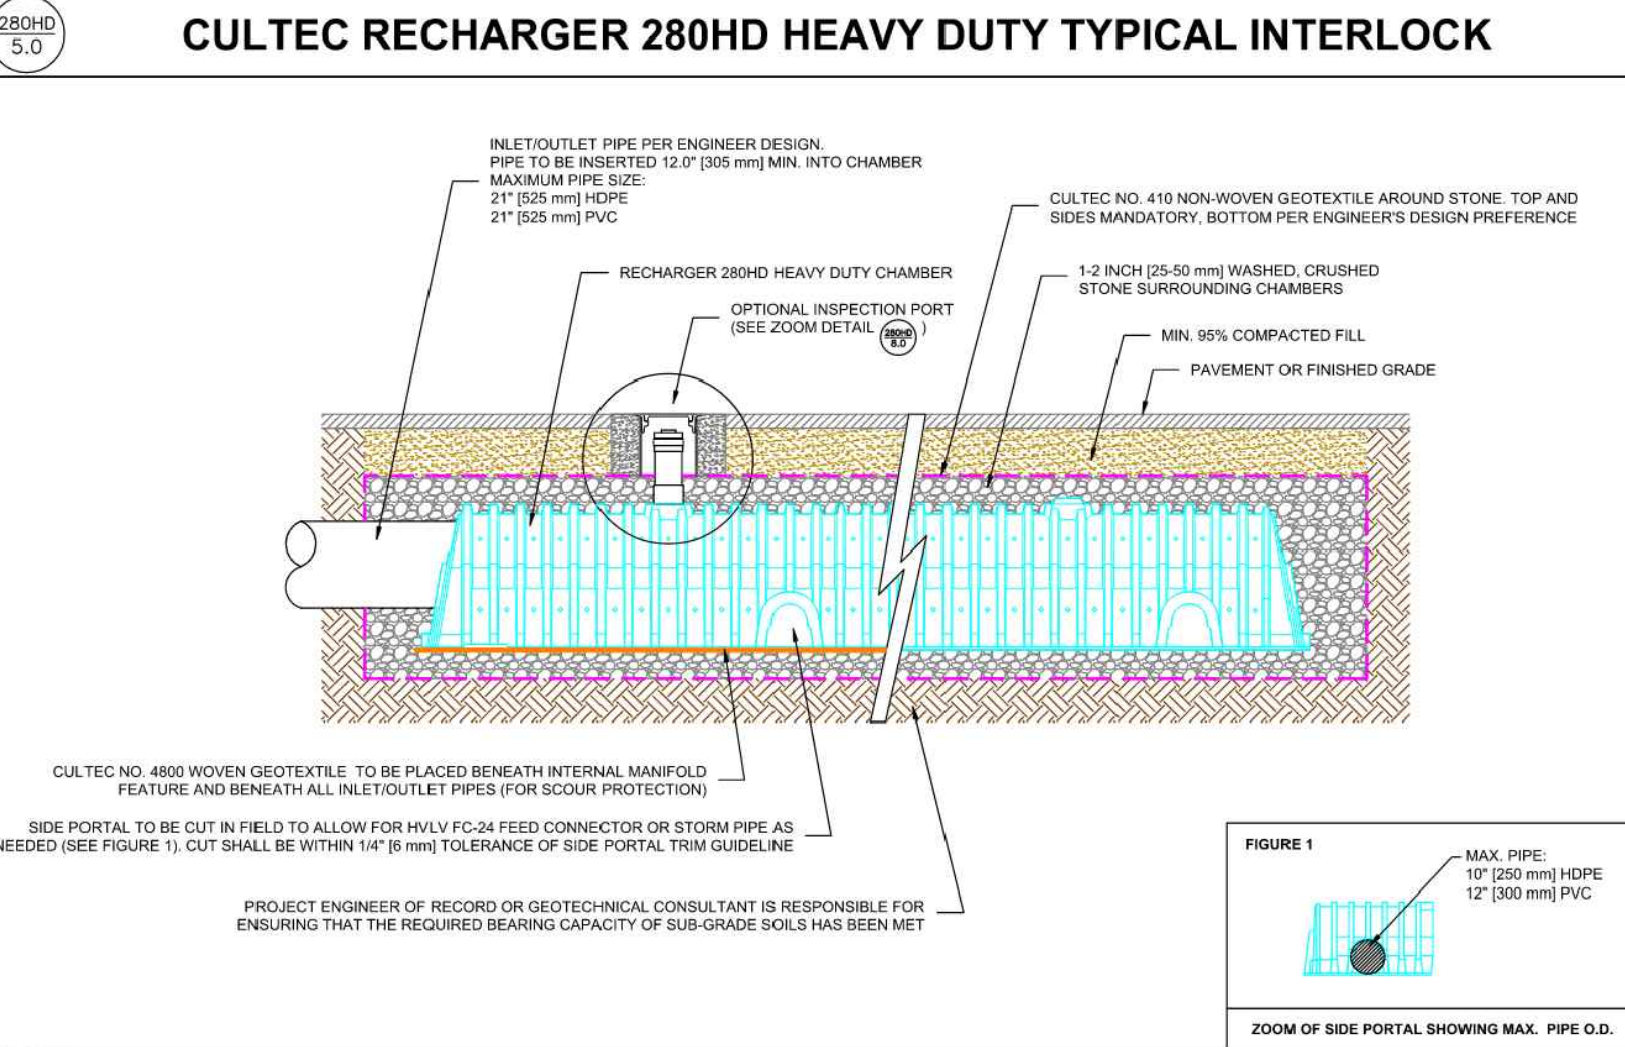 280HD
5.0
CULTEC RECHARGER 280HD HEAVY DUTY TYPICAL INTERLOCK
INLET/OUTLET PIPE PER ENGINEER DESIGN.
PIPE TO BE INSERTED 12.0" [305 mm] MIN. INTO CHAMBER
MAXIMUM PIPE SIZE:
21" [525 mm] HDPE
21" [525 mm] PVC
CULTEC NO. 410 NON-WOVEN GEOTEXTILE AROUND STONE. TOP AND
SIDES MANDATORY, BOTTOM PER ENGINEER'S DESIGN PREFERENCE
RECHARGER 280HD HEAVY DUTY CHAMBER
1-2 INCH [25-50 mm] WASHED, CRUSHED
STONE SURROUNDING CHAMBERS
OPTIONAL INSPECTION PORT
(SEE ZOOM DETAIL 280HD )
8.0
MIN. 95% COMPACTED FILL
PAVEMENT OR FINISHED GRADE
CULTEC NO. 4800 WOVEN GEOTEXTILE TO BE PLACED BENEATH INTERNAL MANIFOLD
FEATURE AND BENEATH ALL INLET/OUTLET PIPES (FOR SCOUR PROTECTION)
SIDE PORTAL TO BE CUT IN FIELD TO ALLOW FOR HVLV FC-24 FEED CONNECTOR OR STORM PIPE AS
NEEDED (SEE FIGURE 1). CUT SHALL BE WITHIN 1/4" [6 mm] TOLERANCE OF SIDE PORTAL TRIM GUIDELINE
PROJECT ENGINEER OF RECORD OR GEOTECHNICAL CONSULTANT IS RESPONSIBLE FOR
ENSURING THAT THE REQUIRED BEARING CAPACITY OF SUB-GRADE SOILS HAS BEEN MET
FIGURE 1
MAX. PIPE:
10" [250 mm] HDPE
12" [300 mm] PVC
ZOOM OF SIDE PORTAL SHOWING MAX. PIPE O.D.